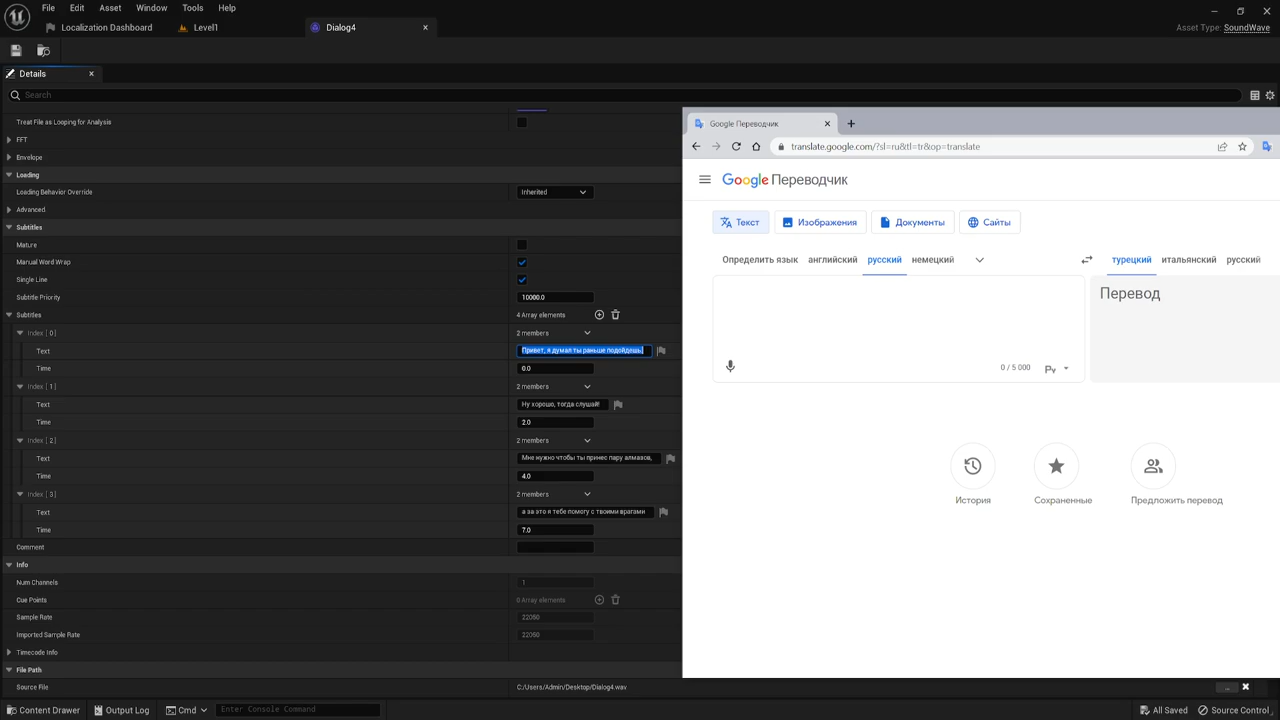 File Edit Asset Window Tools Help
Localization Dashboard Level1 Dialog4 Asset Type: SoundWave
Details
Search
Treat File as Looping for Analysis
FFT
Envelope
Loading
Loading Behavior Override Inherited
Advanced
Subtitles
Mature
Manual Word Wrap
Single Line
Subtitle Priority 10000.0
Subtitles 4 Array elements
Index [ 0 ] 2 members
Text Привет, я думал ты раньше подойдешь.
Time 0.0
Index [ 1 ] 2 members
Text Ну хорошо, тогда слушай!
Time 2.0
Index [ 2 ] 2 members
Text Мне нужно чтобы ты принес пару алмазов,
Time 4.0
Index [ 3 ] 2 members
Text а за это я тебе помогу с твоими врагами
Time 7.0
Comment
Info
Num Channels 1
Cue Points 0 Array elements
Sample Rate 22050
Imported Sample Rate 22050
Timecode Info
File Path
Source File C:/Users/Admin/Desktop/Dialog4.wav ...
Content Drawer Output Log Cmd Enter Console Command All Saved Source Control
Google Переводчик
translate.google.com/?sl=ru&tl=tr&op=translate
Google Переводчик
Текст Изображения Документы Сайты
Определить язык английский русский немецкий турецкий итальянский русский
Перевод
0 / 5 000 Ру
История Сохраненные Предложить перевод